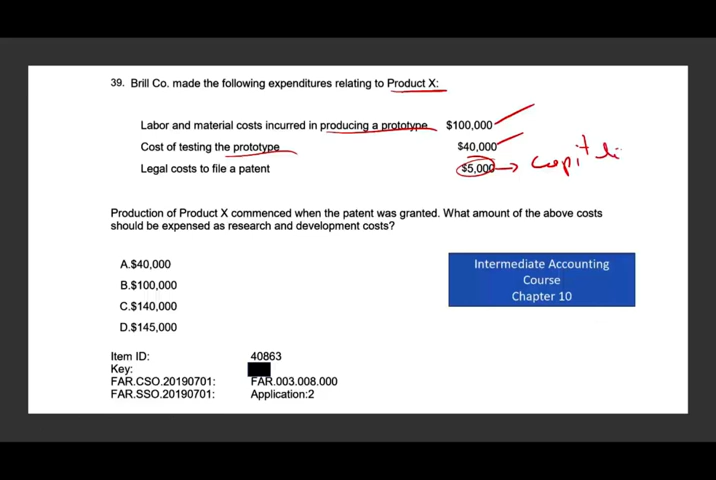 39. Brill Co. made the following expenditures relating to Product X:
Labor and material costs incurred in producing a prototype $100,000
Cost of testing the prototype $40,000
Legal costs to file a patent $5,000 → capitali
Production of Product X commenced when the patent was granted. What amount of the above costs
should be expensed as research and development costs?
A.$40,000
B.$100,000
C.$140,000
D.$145,000
Intermediate Accounting
Course
Chapter 10
Item ID: 40863
Key:
FAR.CSO.20190701: FAR.003.008.000
FAR.SSO.20190701: Application:2